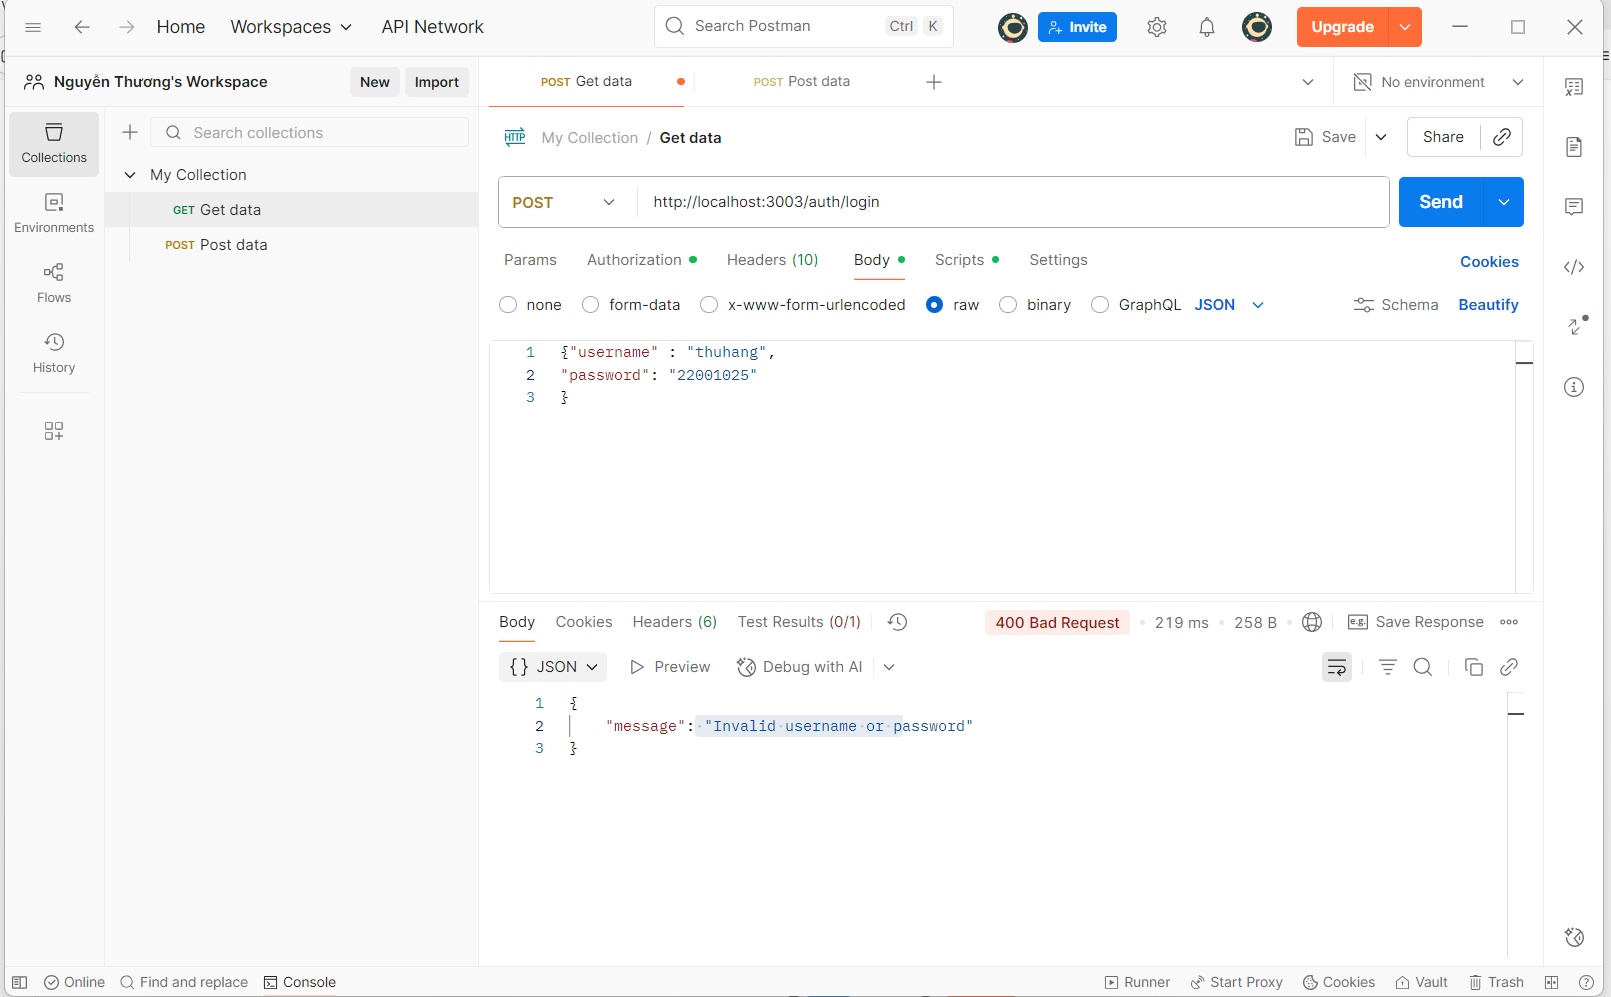 Home Workspaces API Network Search Postman Ctrl K Invite Upgrade
Nguyễn Thương's Workspace New Import
POST Get data POST Post data No environment
Collections
Environments
Flows
History
Search collections
My Collection
GET Get data
POST Post data
HTTP My Collection / Get data Save Share
POST http://localhost:3003/auth/login Send
Params Authorization Headers (10) Body Scripts Settings Cookies
none form-data x-www-form-urlencoded raw binary GraphQL JSON Schema Beautify
1 {"username" : "thuhang",
2 "password": "22001025"
3 }
Body Cookies Headers (6) Test Results (0/1) 400 Bad Request 219 ms 258 B e.g. Save Response
{} JSON Preview Debug with AI
1 {
2 "message": "Invalid username or password"
3 }
Online Find and replace Console Runner Start Proxy Cookies Vault Trash